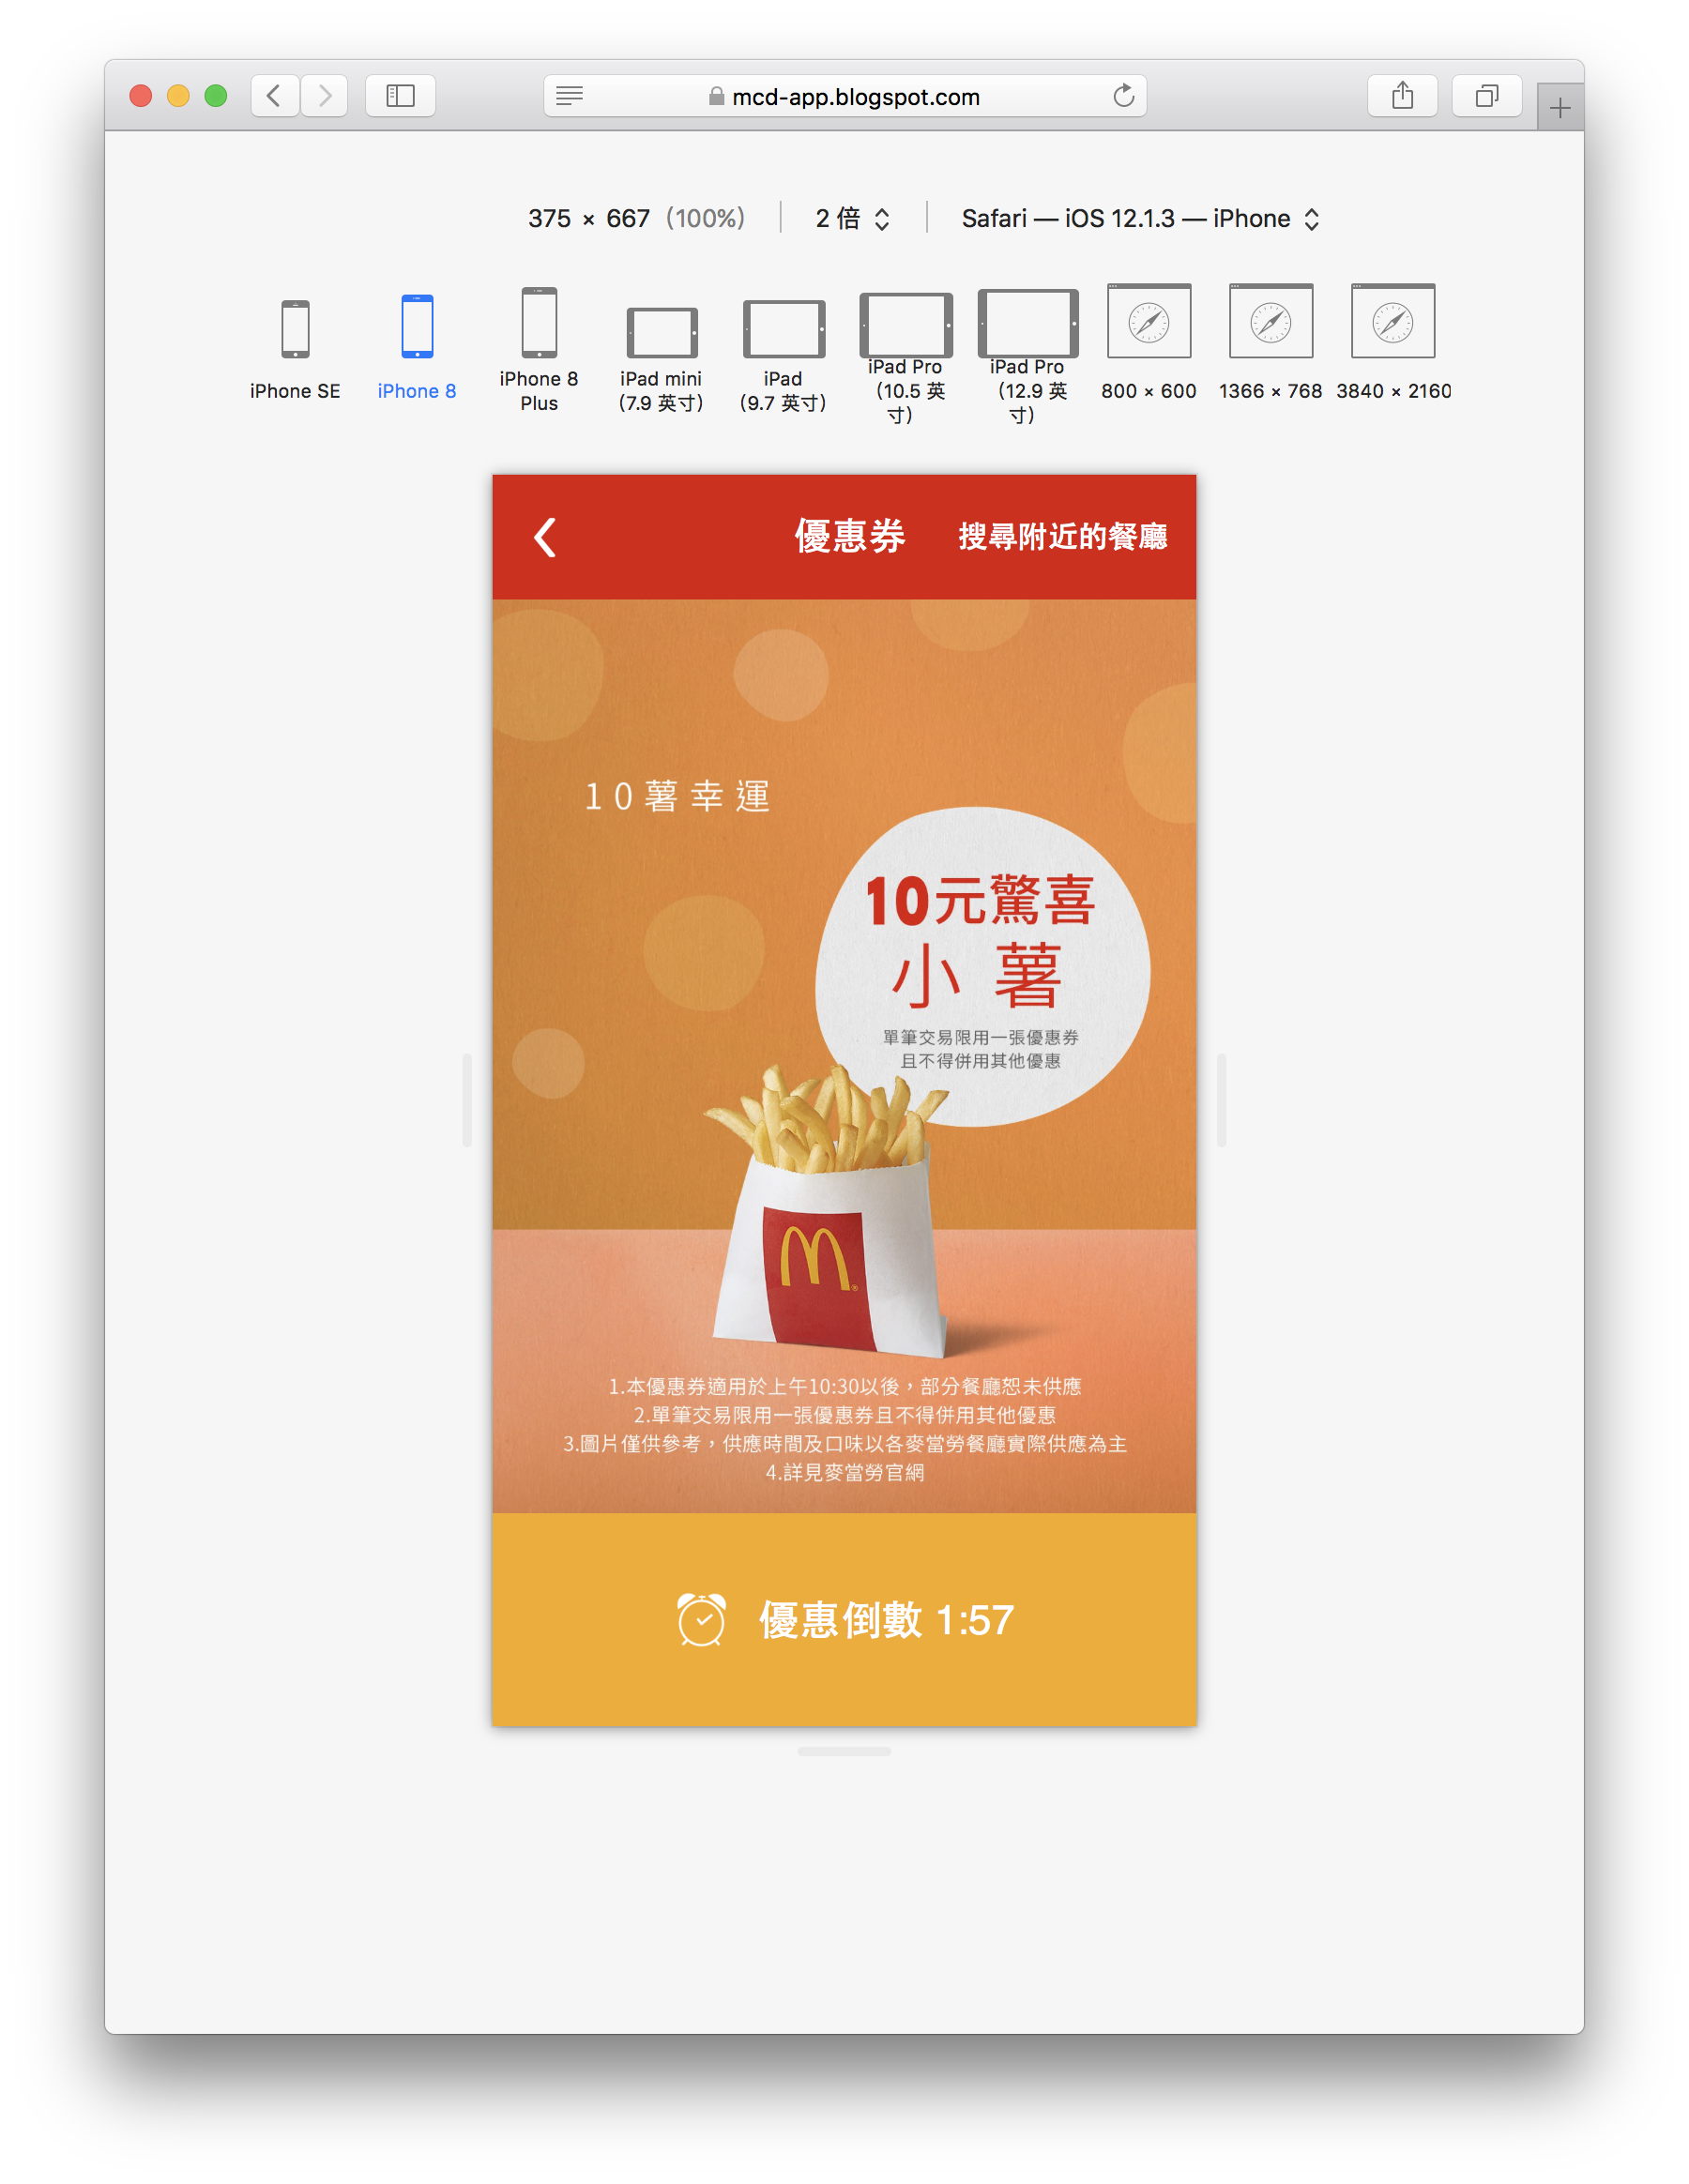 mcd-app.blogspot.com
375 × 667 (100%)
2 倍
Safari — iOS 12.1.3 — iPhone
iPhone SE
iPhone 8
iPhone 8
Plus
iPad mini
(7.9 英寸)
iPad
(9.7 英寸)
iPad Pro
(10.5 英
寸)
iPad Pro
(12.9 英
寸)
800 × 600
1366 × 768
3840 × 2160
優惠券
搜尋附近的餐廳
10薯幸運
10元驚喜
小薯
單筆交易限用一張優惠券
且不得併用其他優惠
1.本優惠券適用於上午10:30以後，部分餐廳恕未供應
2.單筆交易限用一張優惠券且不得併用其他優惠
3.圖片僅供參考，供應時間及口味以各麥當勞餐廳實際供應為主
4.詳見麥當勞官網
優惠倒數 1:57